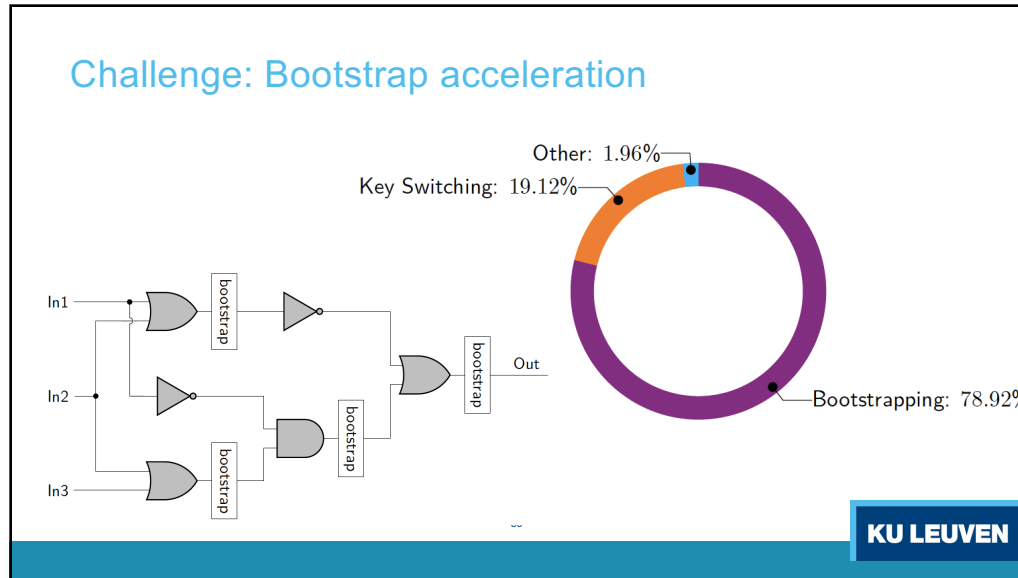 Challenge: Bootstrap acceleration
Other: 1.96%
Key Switching: 19.12%
Bootstrapping: 78.92%
In1
In2
In3
bootstrap
bootstrap
bootstrap
bootstrap
Out
KU LEUVEN